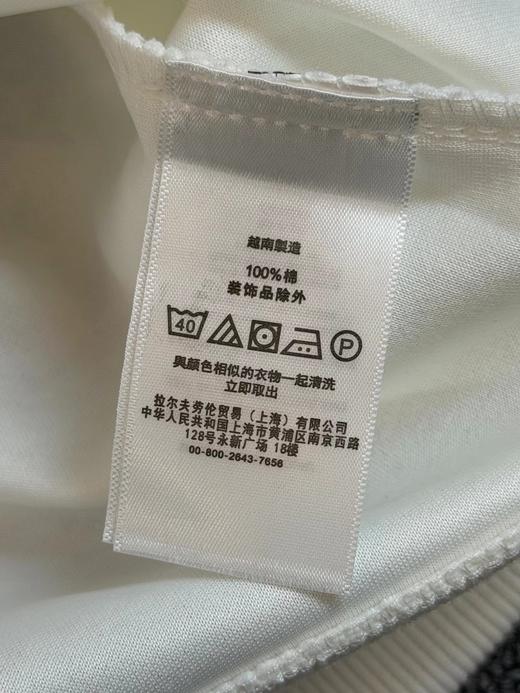 越南製造
100%棉
装饰品除外
40 P
與颜色相似的衣物一起清洗
立即取出
拉尔夫劳伦贸易（上海）有限公司
中华人民共和国上海市黄浦区南京西路
128号永新广场 18楼
00-800-2643-7656